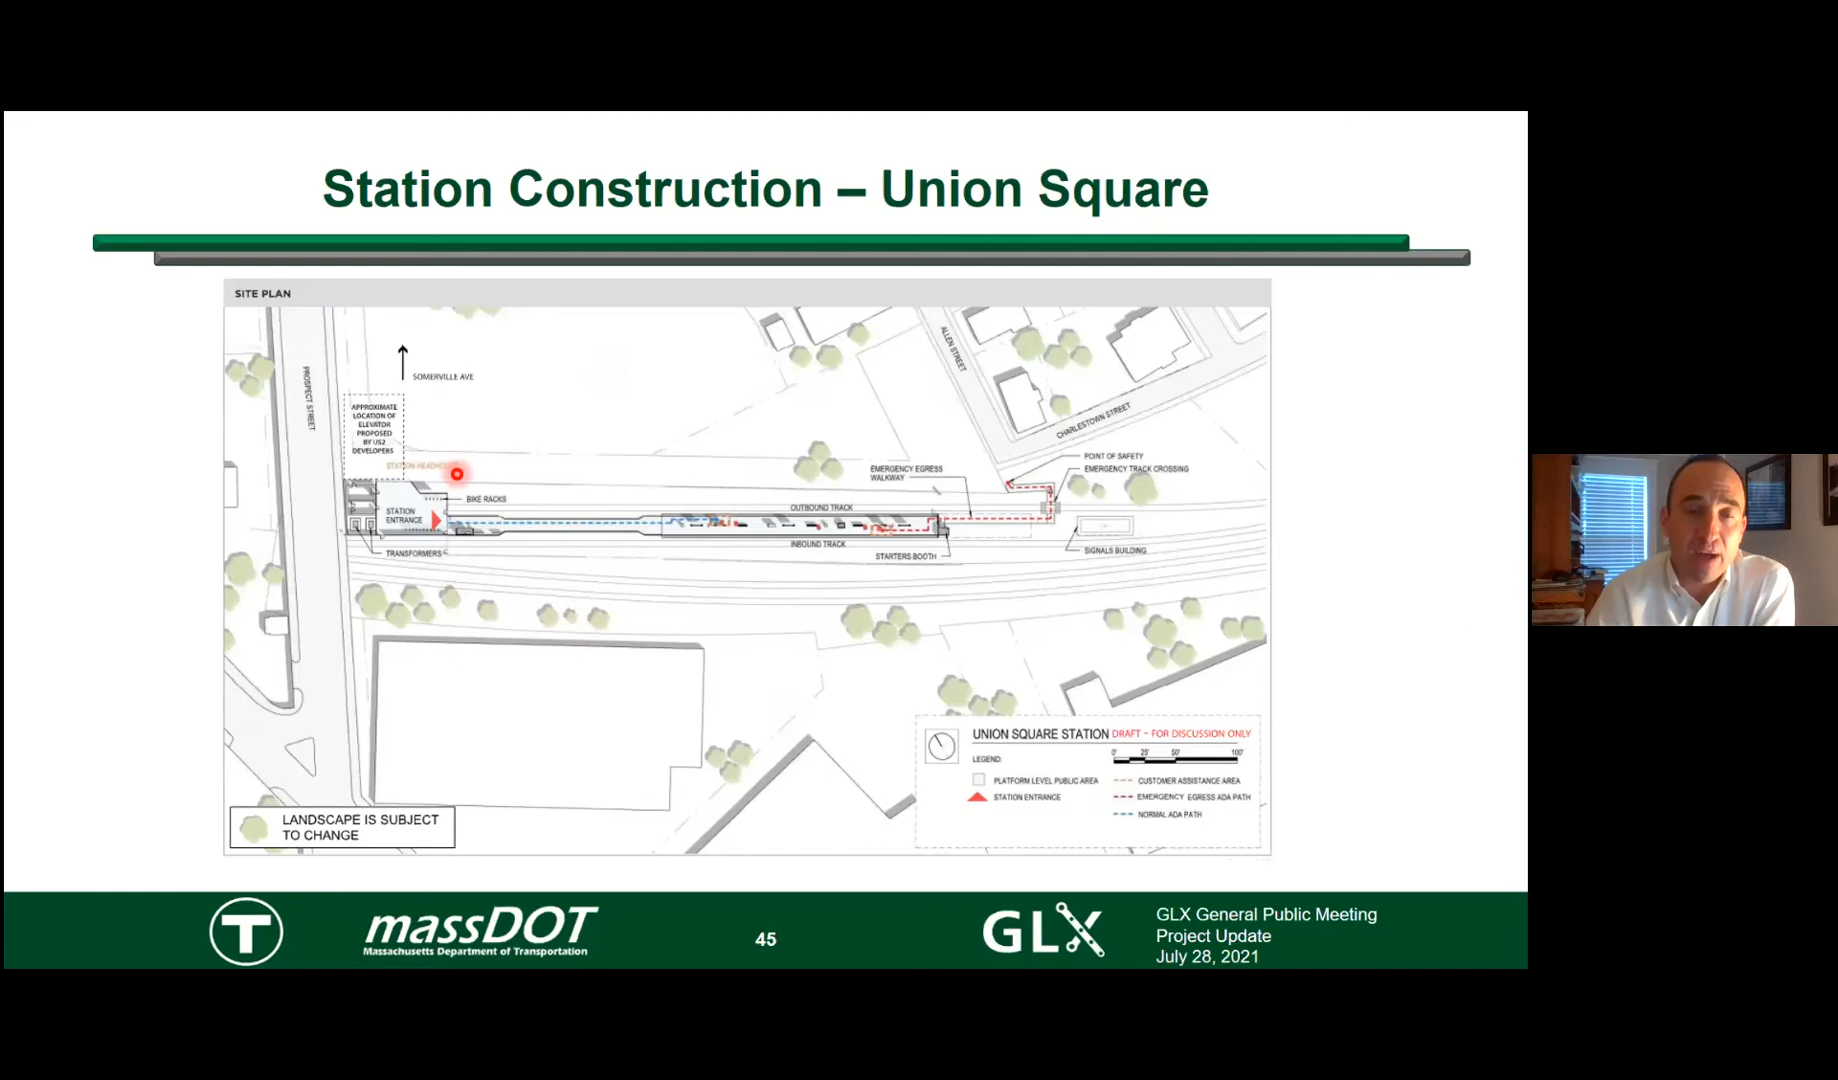 Station Construction – Union Square
SITE PLAN
PROSPECT STREET
SOMERVILLE AVE
ALLEN STREET
CHARLESTOWN STREET
APPROXIMATE
LOCATION OF
ELEVATOR
PROPOSED
BY US2
DEVELOPERS
STATION
BIKE RACKS
STATION
ENTRANCE
TRANSFORMERS
OUTBOUND TRACK
INBOUND TRACK
EMERGENCY EGRESS
WALKWAY
POINT OF SAFETY
EMERGENCY TRACK CROSSING
STARTERS BOOTH
SIGNALS BUILDING
UNION SQUARE STATION DRAFT - FOR DISCUSSION ONLY
LEGEND:
0' 25' 50' 100'
PLATFORM LEVEL PUBLIC AREA
STATION ENTRANCE
CUSTOMER ASSISTANCE AREA
EMERGENCY EGRESS ADA PATH
NORMAL ADA PATH
LANDSCAPE IS SUBJECT
TO CHANGE
T
massDOT
Massachusetts Department of Transportation
45
GLX
GLX General Public Meeting
Project Update
July 28, 2021